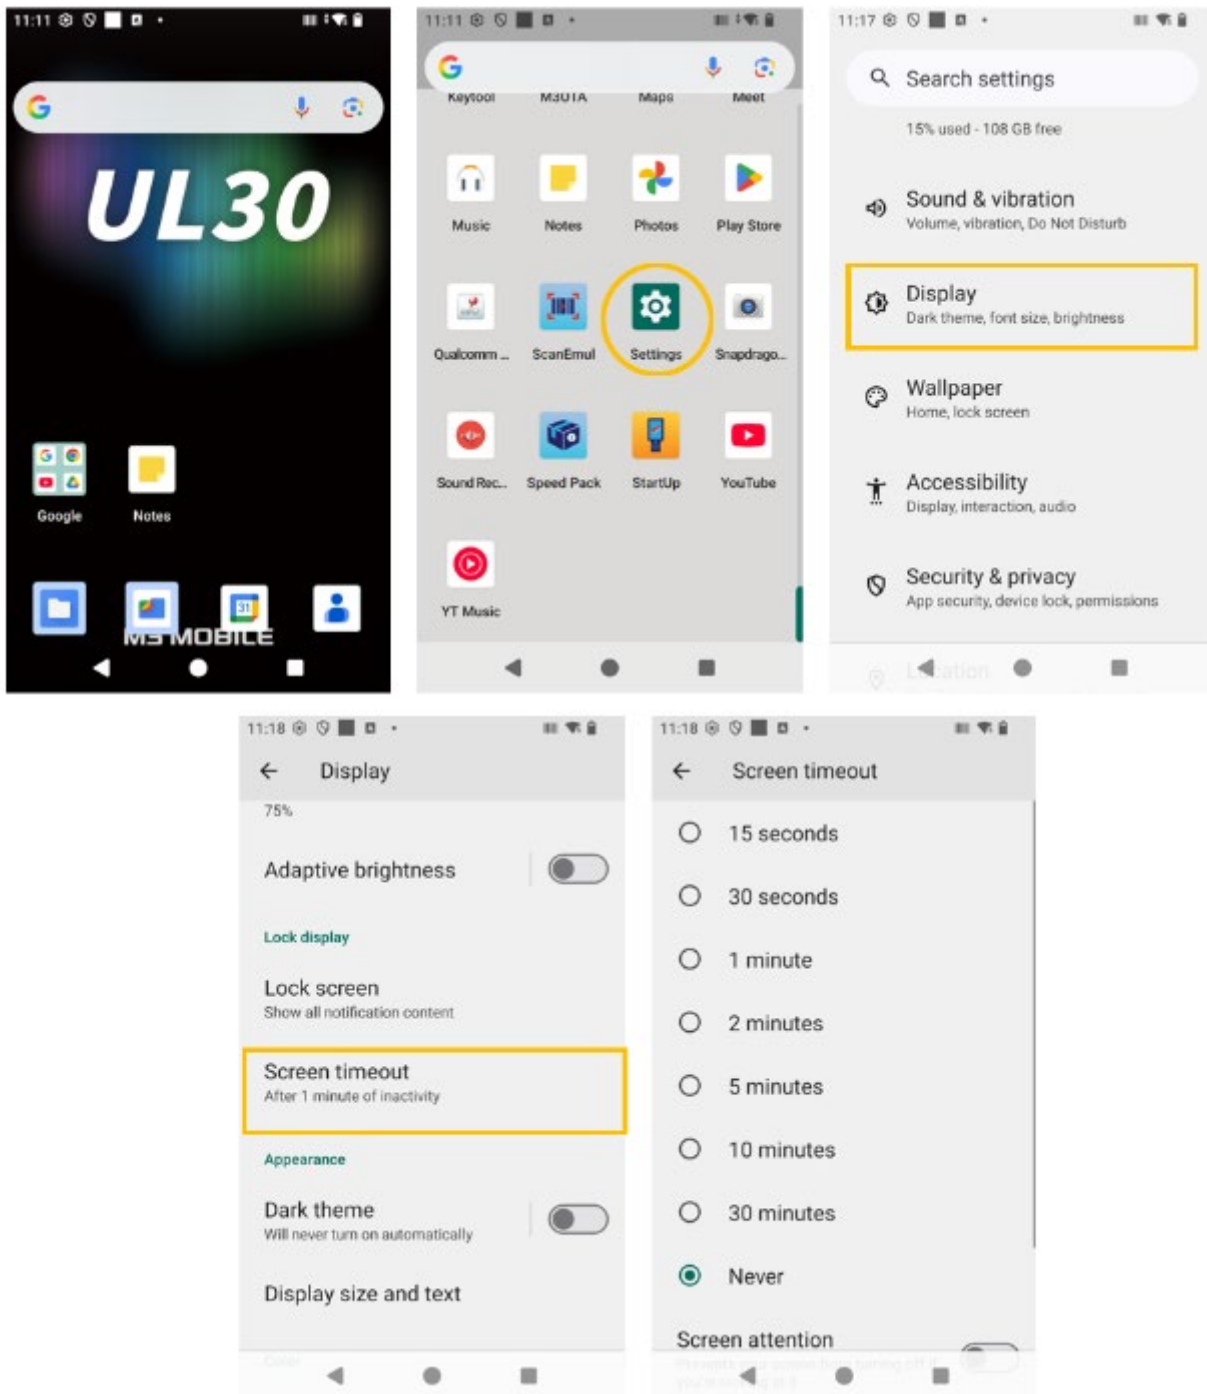 11:11
UL30
Google
Notes
31
M3 MOBILE
11:11
Keytool
M3OTA
Maps
Meet
Music
Notes
Photos
Play Store
Qualcomm ...
ScanEmul
Settings
Snapdrago...
Sound Rec...
Speed Pack
StartUp
YouTube
YT Music
11:17
Search settings
15% used - 108 GB free
Sound & vibration
Volume, vibration, Do Not Disturb
Display
Dark theme, font size, brightness
Wallpaper
Home, lock screen
Accessibility
Display, interaction, audio
Security & privacy
App security, device lock, permissions
Location
11:18
Display
75%
Adaptive brightness
Lock display
Lock screen
Show all notification content
Screen timeout
After 1 minute of inactivity
Appearance
Dark theme
Will never turn on automatically
Display size and text
Color
11:18
Screen timeout
15 seconds
30 seconds
1 minute
2 minutes
5 minutes
10 minutes
30 minutes
Never
Screen attention